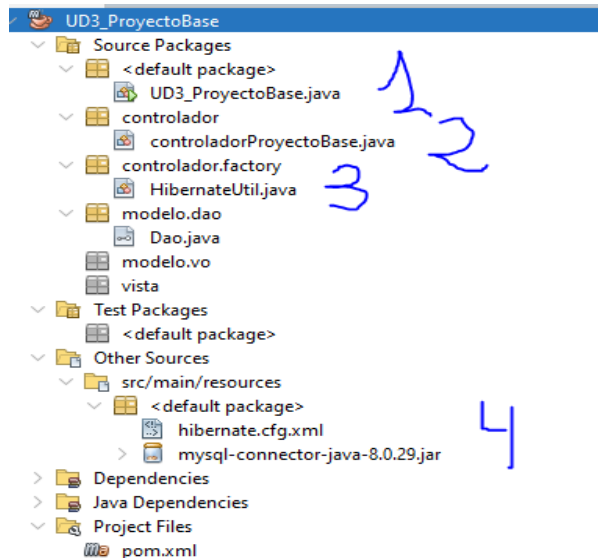 UD3_ProyectoBase
Source Packages
<default package>
UD3_ProyectoBase.java
1
controlador
controladorProyectoBase.java
2
controlador.factory
HibernateUtil.java
3
modelo.dao
Dao.java
modelo.vo
vista
Test Packages
<default package>
Other Sources
src/main/resources
<default package>
hibernate.cfg.xml
4
mysql-connector-java-8.0.29.jar
Dependencies
Java Dependencies
Project Files
pom.xml